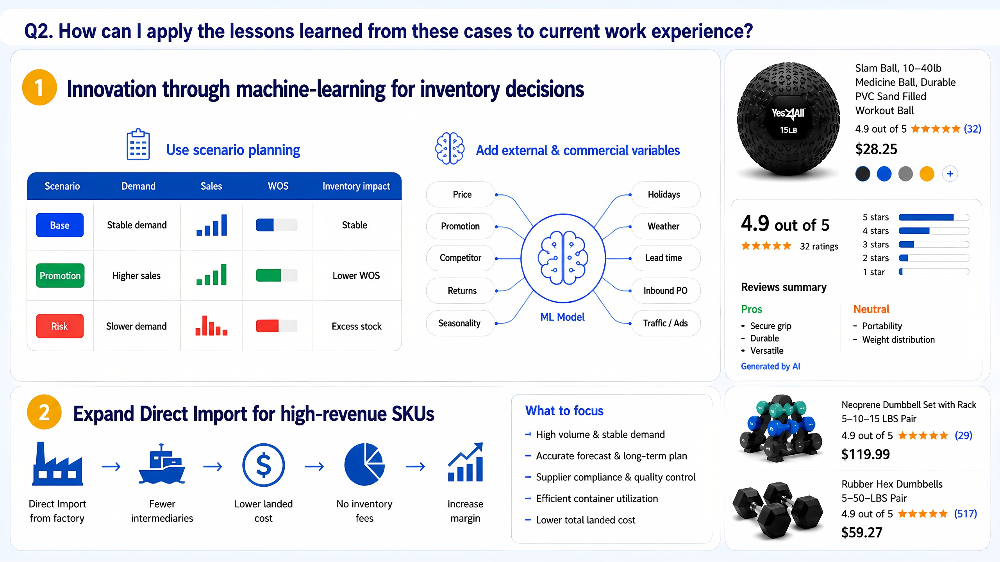 Q2. How can I apply the lessons learned from these cases to current work experience?
1
Innovation through machine-learning for inventory decisions
Use scenario planning
Scenario Demand Sales WOS Inventory impact
Base Stable demand Stable
Promotion Higher sales Lower WOS
Risk Slower demand Excess stock
Add external & commercial variables
Price
Promotion
Competitor
Returns
Seasonality
ML Model
Holidays
Weather
Lead time
Inbound PO
Traffic / Ads
Yes4All
15LB
Slam Ball, 10–40lb
Medicine Ball, Durable
PVC Sand Filled
Workout Ball
4.9 out of 5 (32)
$28.25
+
4.9 out of 5
32 ratings
5 stars
4 stars
3 stars
2 stars
1 star
Reviews summary
Pros
- Secure grip
- Durable
- Versatile
Neutral
- Portability
- Weight distribution
Generated by AI
2
Expand Direct Import for high-revenue SKUs
Direct Import
from factory
Fewer
intermediaries
$
Lower landed
cost
No inventory
fees
Increase
margin
What to focus
- High volume & stable demand
- Accurate forecast & long-term plan
- Supplier compliance & quality control
- Efficient container utilization
- Lower total landed cost
Neoprene Dumbbell Set with Rack
5–10–15 LBS Pair
4.9 out of 5 (29)
$119.99
Rubber Hex Dumbbells
5–50–LBS Pair
4.9 out of 5 (517)
$59.27